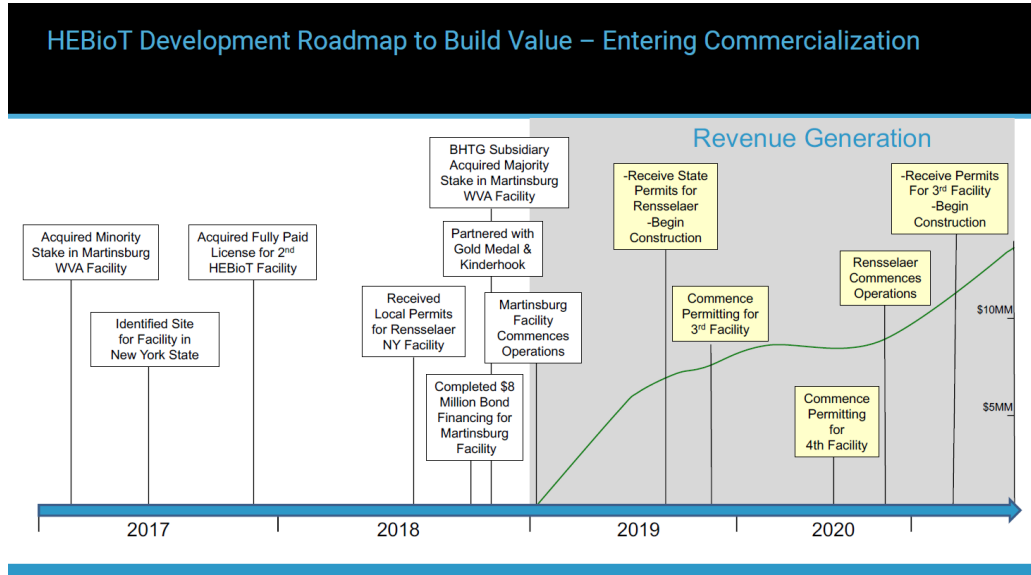 HEBioT Development Roadmap to Build Value – Entering Commercialization
Revenue Generation
Acquired Minority
Stake in Martinsburg
WVA Facility
Identified Site
for Facility in
New York State
Acquired Fully Paid
License for 2nd
HEBioT Facility
Received
Local Permits
for Rensselaer
NY Facility
BHTG Subsidiary
Acquired Majority
Stake in Martinsburg
WVA Facility
Partnered with
Gold Medal &
Kinderhook
Martinsburg
Facility
Commences
Operations
Completed $8
Million Bond
Financing for
Martinsburg
Facility
-Receive State
Permits for
Rensselaer
-Begin
Construction
Commence
Permitting for
3rd Facility
Commence
Permitting
for
4th Facility
Rensselaer
Commences
Operations
-Receive Permits
For 3rd Facility
-Begin
Construction
$10MM
$5MM
2017
2018
2019
2020